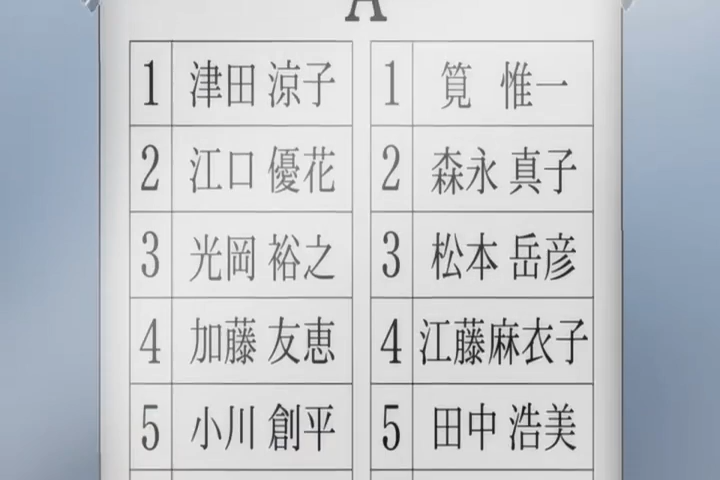 A
1 津田 涼子
2 江口 優花
3 光岡 裕之
4 加藤 友恵
5 小川 創平
1 筧 惟一
2 森永 真子
3 松本 岳彦
4 江藤麻衣子
5 田中 浩美